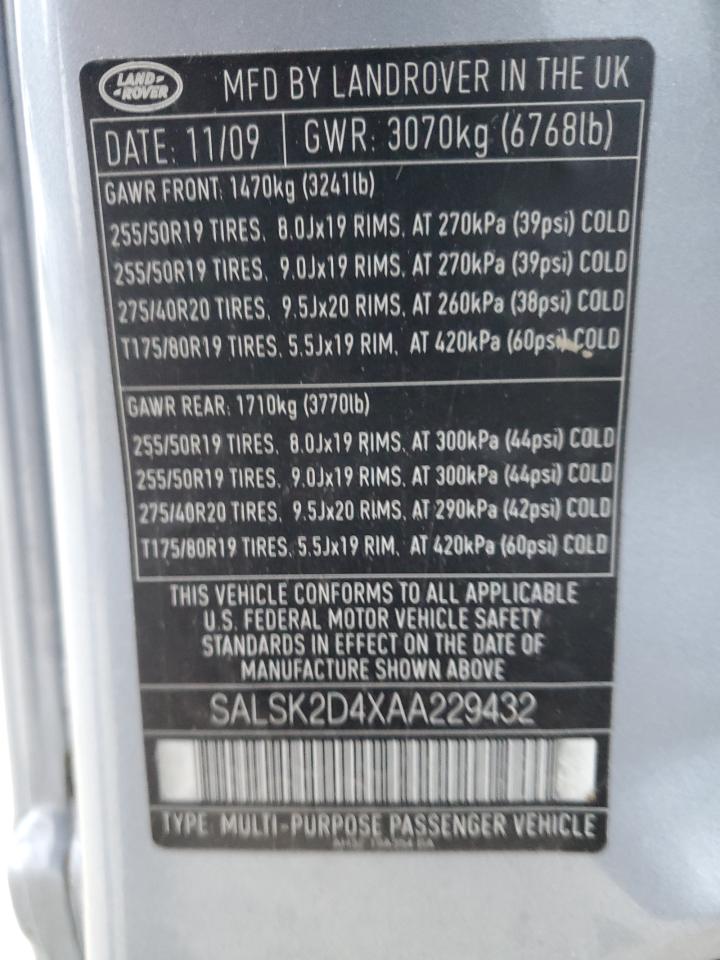 LAND-
-ROVER
MFD BY LANDROVER IN THE UK
DATE: 11/09 GWR: 3070kg (6768lb)
GAWR FRONT: 1470kg (3241lb)
255/50R19 TIRES, 8.0Jx19 RIMS, AT 270kPa (39psi) COLD
255/50R19 TIRES, 9.0Jx19 RIMS, AT 270kPa (39psi) COLD
275/40R20 TIRES, 9.5Jx20 RIMS, AT 260kPa (38psi) COLD
T175/80R19 TIRES, 5.5Jx19 RIM, AT 420kPa (60psi) COLD
GAWR REAR: 1710kg (3770lb)
255/50R19 TIRES, 8.0Jx19 RIMS, AT 300kPa (44psi) COLD
255/50R19 TIRES, 9.0Jx19 RIMS, AT 300kPa (44psi) COLD
275/40R20 TIRES, 9.5Jx20 RIMS, AT 290kPa (42psi) COLD
T175/80R19 TIRES, 5.5Jx19 RIM, AT 420kPa (60psi) COLD
THIS VEHICLE CONFORMS TO ALL APPLICABLE
U.S. FEDERAL MOTOR VEHICLE SAFETY
STANDARDS IN EFFECT ON THE DATE OF
MANUFACTURE SHOWN ABOVE
SALSK2D4XAA229432
TYPE: MULTI-PURPOSE PASSENGER VEHICLE